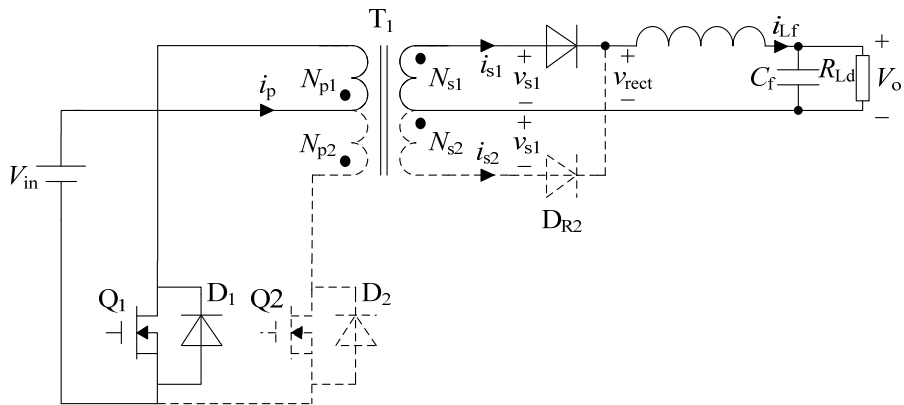 T1
iLf
ip
Np1
Ns1
is1
+
vs1
−
+
vrect
−
Cf
RLd
+
Vo
−
Np2
Ns2
is2
+
vs1
−
Vin
DR2
Q1
D1
Q2
D2